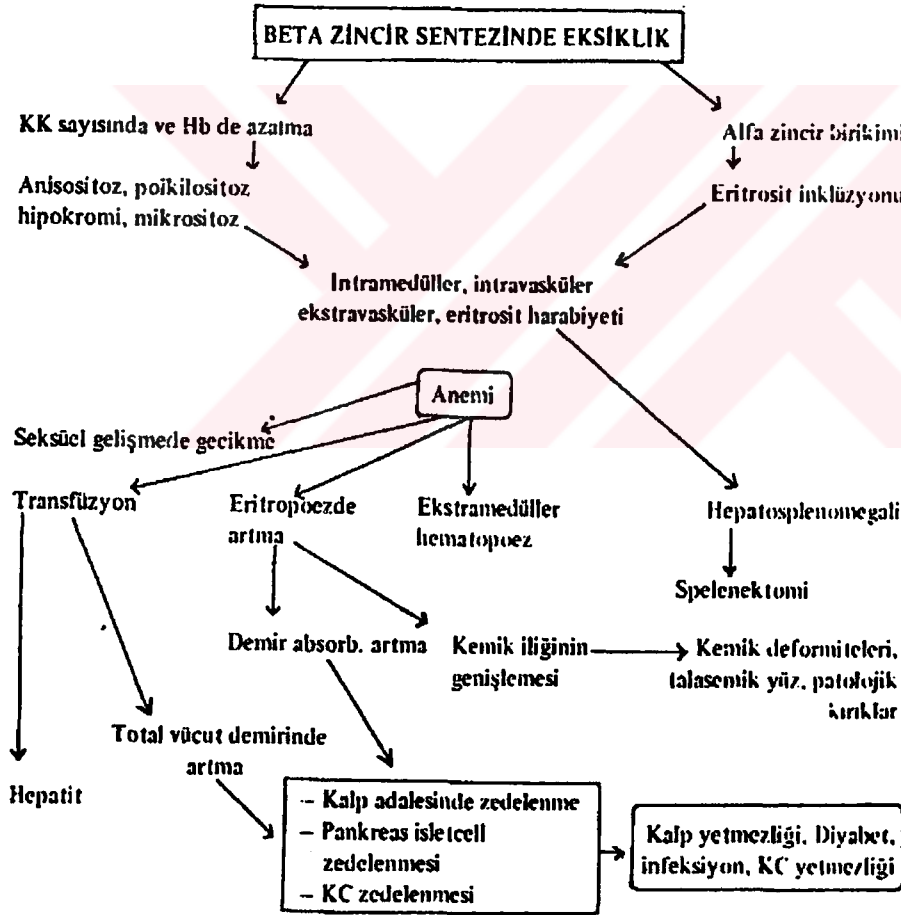 BETA ZİNCİR SENTEZİNDE EKSİKLİK
KK sayısında ve Hb de azalma
Alfa zincir birikimi
Anisositoz, poikilositoz
hipokromi, mikrositoz
Eritrosit inklüzyonu
Intramedüller, intravasküler
ekstravasküler, eritrosit harabiyeti
Anemi
Seksüel gelişmede gecikme
Transfüzyon
Eritropoezde
artma
Ekstramedüller
hematopoez
Hepatosplenomegali
Spelenektomi
Demir absorb. artma
Kemik iliğinin
genişlemesi
Kemik deformiteleri,
talasemik yüz, patolojik
kırıklar
Total vücut demirinde
artma
Hepatit
– Kalp adalesinde zedelenme
– Pankreas isletcell
zedelenmesi
– KC zedelenmesi
Kalp yetmezliği, Diyabet,
infeksiyon, KC yetmezliği